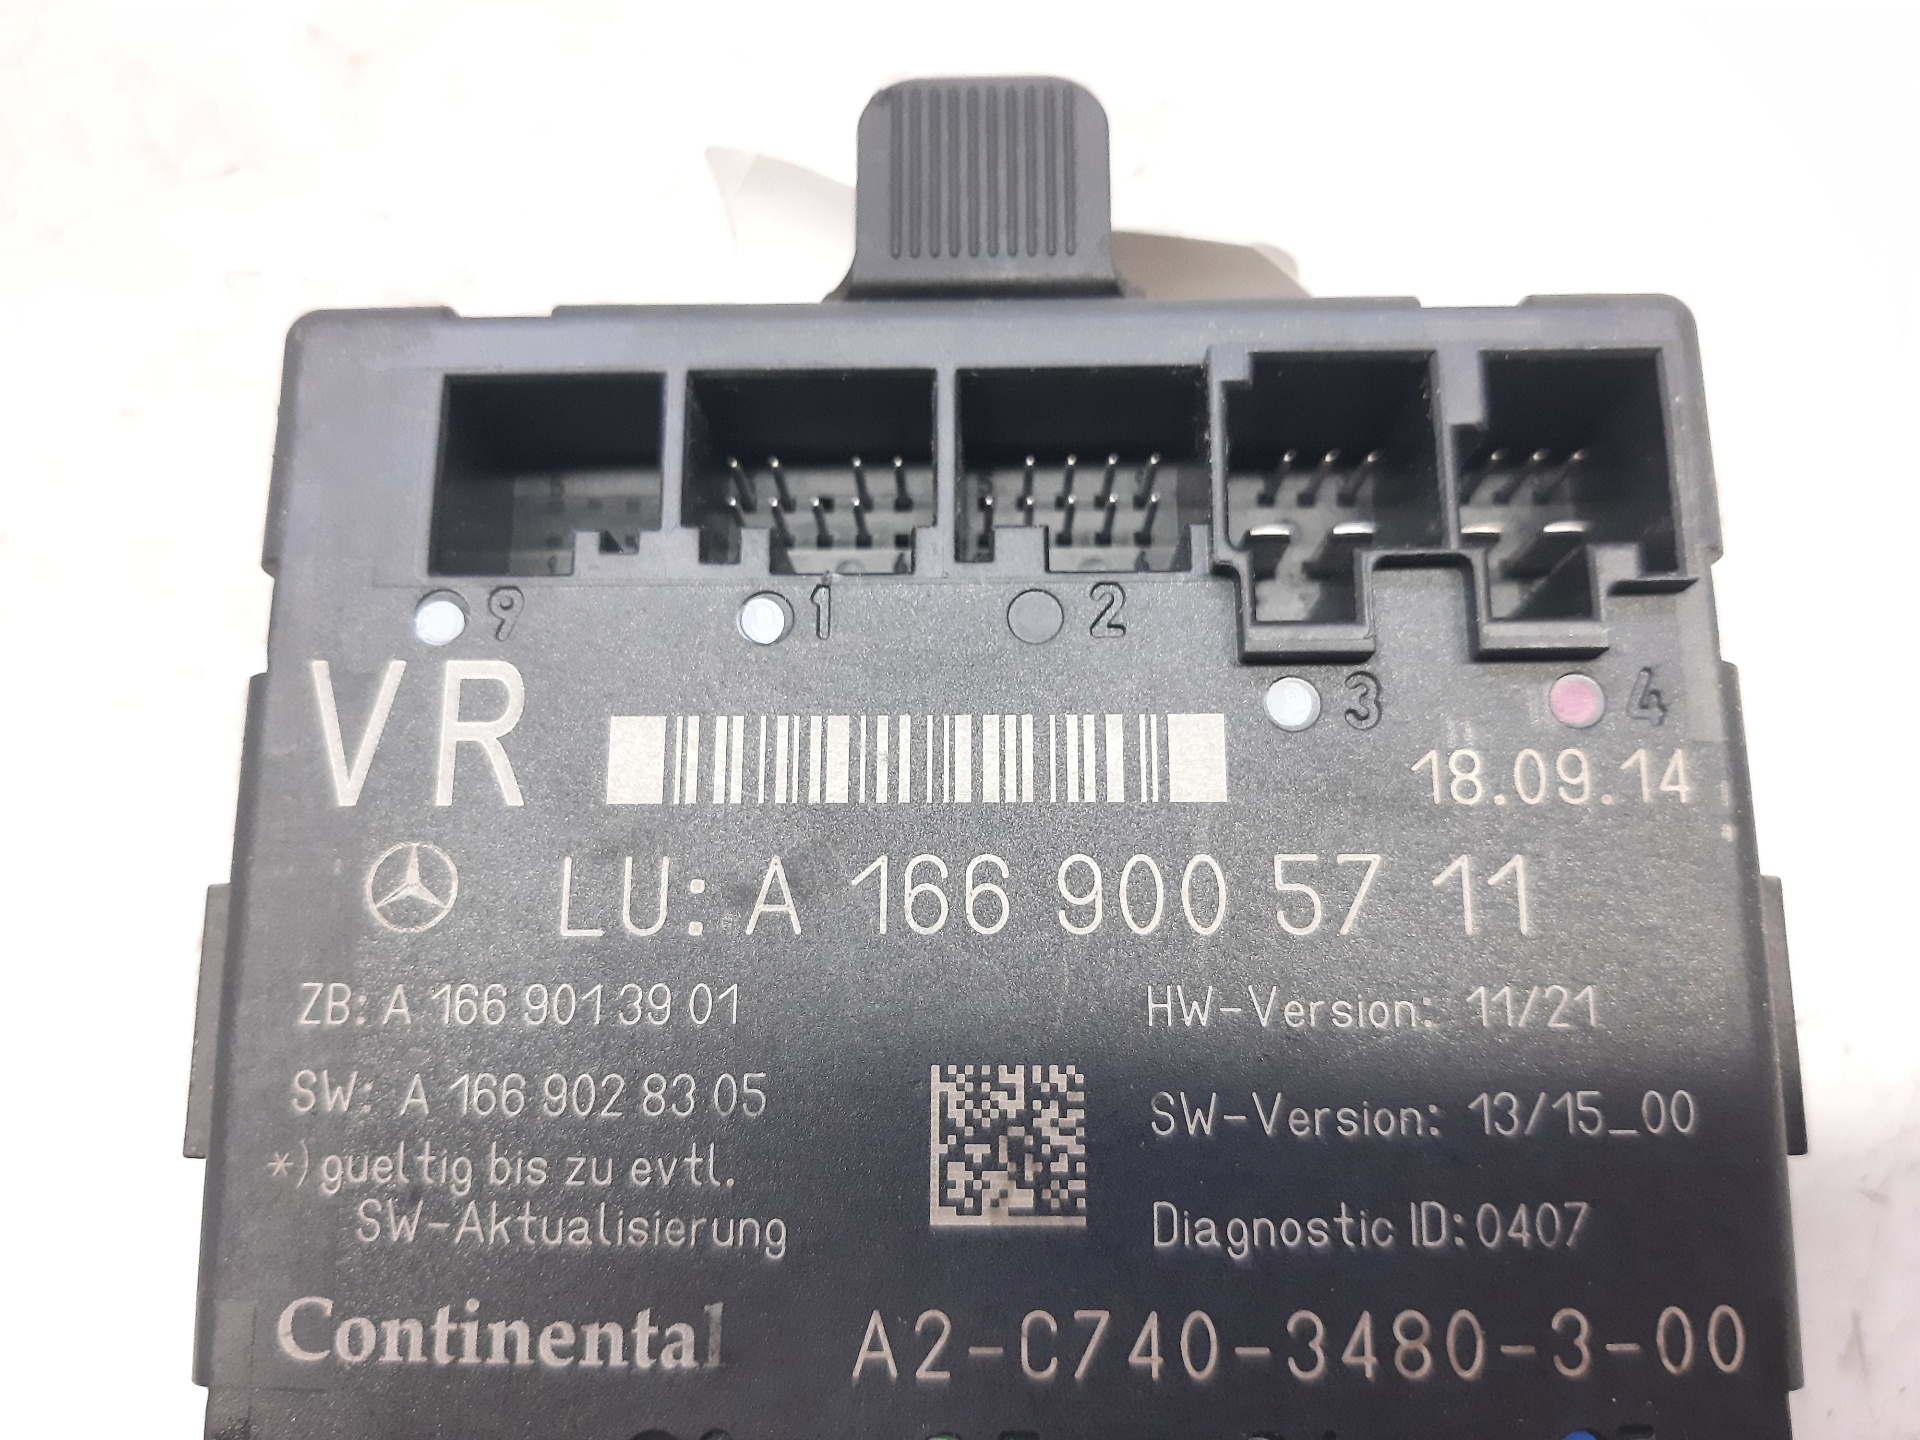 9 1 2
3 4
VR
18.09.14
LU: A 166 900 57 11
ZB: A 166 901 39 01
HW-Version: 11/21
SW: A 166 902 83 05
SW-Version: 13/15_00
*) gueltig bis zu evtl.
SW-Aktualisierung
Diagnostic ID: 0407
Continental
A2-C740-3480-3-00